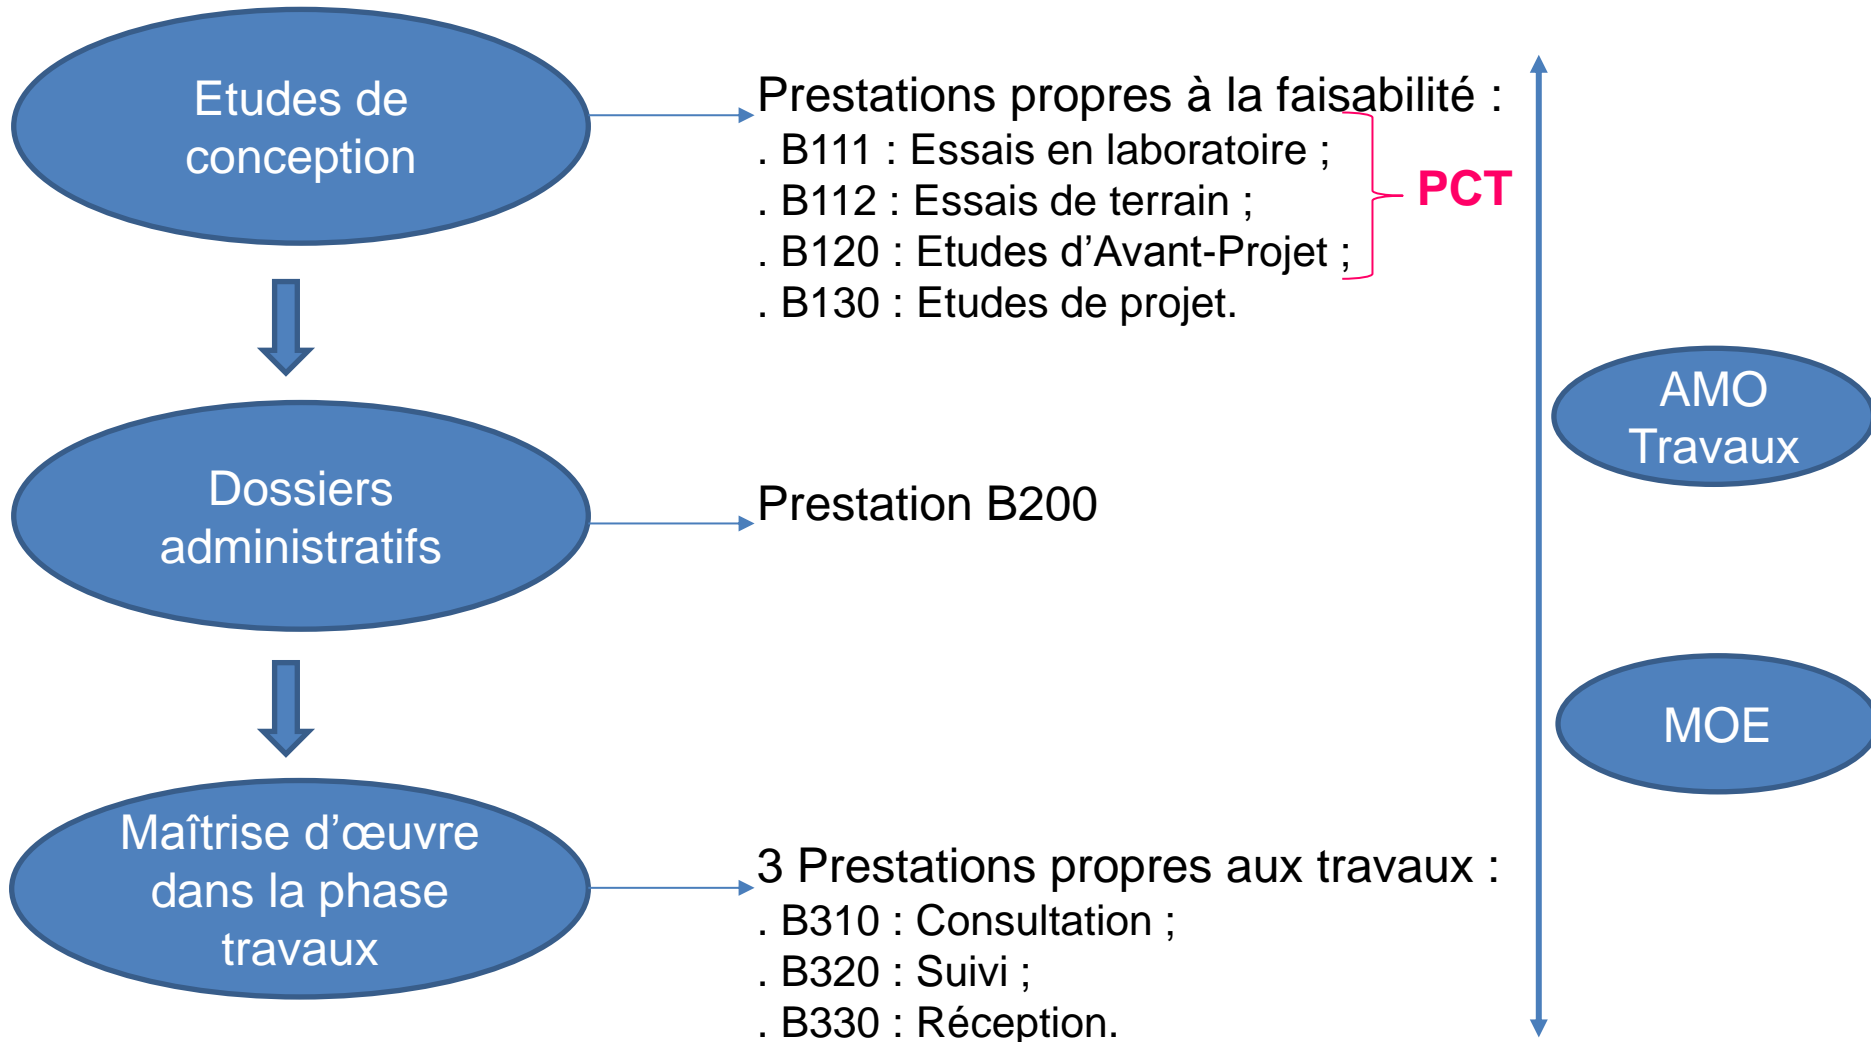 Etudes de
conception
Prestations propres à la faisabilité :
. B111 : Essais en laboratoire ;
. B112 : Essais de terrain ;
. B120 : Etudes d’Avant-Projet ;
. B130 : Etudes de projet.
PCT
AMO
Travaux
Dossiers
administratifs
Prestation B200
MOE
Maîtrise d’œuvre
dans la phase
travaux
3 Prestations propres aux travaux :
. B310 : Consultation ;
. B320 : Suivi ;
. B330 : Réception.